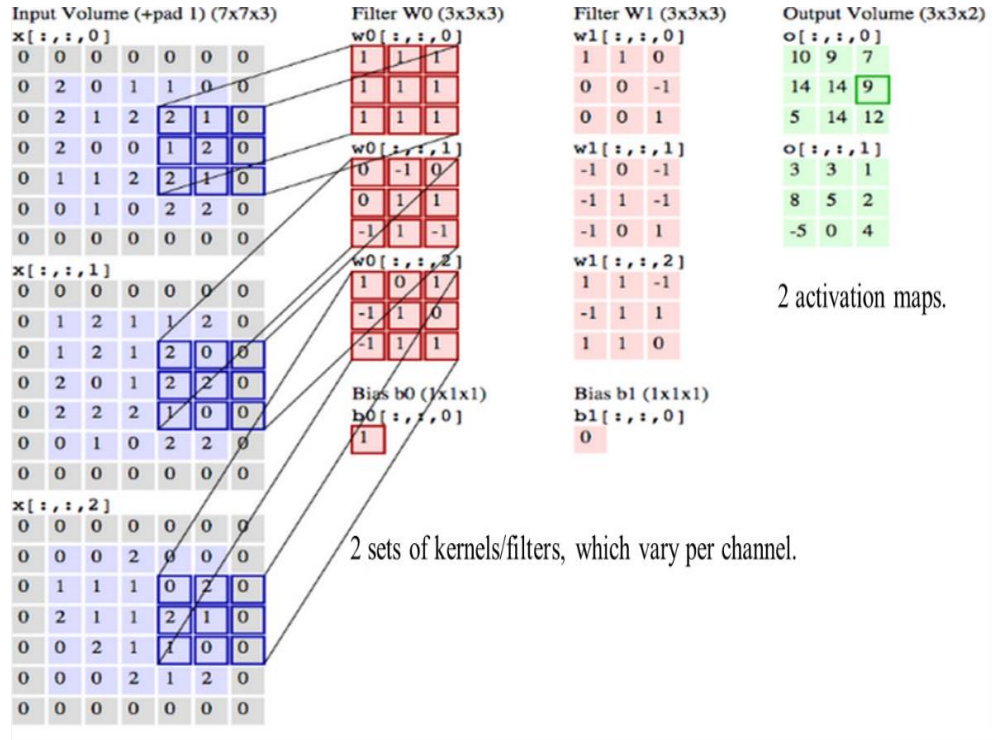 Input Volume (+pad 1) (7x7x3)
x[:,:,0]
0 0 0 0 0 0 0
0 2 0 1 1 0 0
0 2 1 2 2 1 0
0 2 0 0 1 2 0
0 1 1 2 2 1 0
0 0 1 0 2 2 0
0 0 0 0 0 0 0
x[:,:,1]
0 0 0 0 0 0 0
0 1 2 1 1 2 0
0 1 2 1 2 0 0
0 2 0 1 2 2 0
0 2 2 2 1 0 0
0 0 1 0 2 2 0
0 0 0 0 0 0 0
x[:,:,2]
0 0 0 0 0 0 0
0 0 0 2 0 0 0
0 1 1 1 0 2 0
0 2 1 1 2 1 0
0 0 2 1 1 0 0
0 0 0 2 1 2 0
0 0 0 0 0 0 0
Filter W0 (3x3x3)
w0[:,:,0]
1 1 1
1 1 1
1 1 1
w0[:,:,1]
0 -1 0
0 1 1
-1 1 -1
w0[:,:,2]
1 0 1
-1 1 0
-1 1 1
Bias b0 (1x1x1)
b0[:,:,0]
1
Filter W1 (3x3x3)
w1[:,:,0]
1 1 0
0 0 -1
0 0 1
w1[:,:,1]
-1 0 -1
-1 1 -1
-1 0 1
w1[:,:,2]
1 1 -1
-1 1 1
1 1 0
Bias b1 (1x1x1)
b1[:,:,0]
0
Output Volume (3x3x2)
o[:,:,0]
10 9 7
14 14 9
5 14 12
o[:,:,1]
3 3 1
8 5 2
-5 0 4
2 activation maps.
2 sets of kernels/filters, which vary per channel.